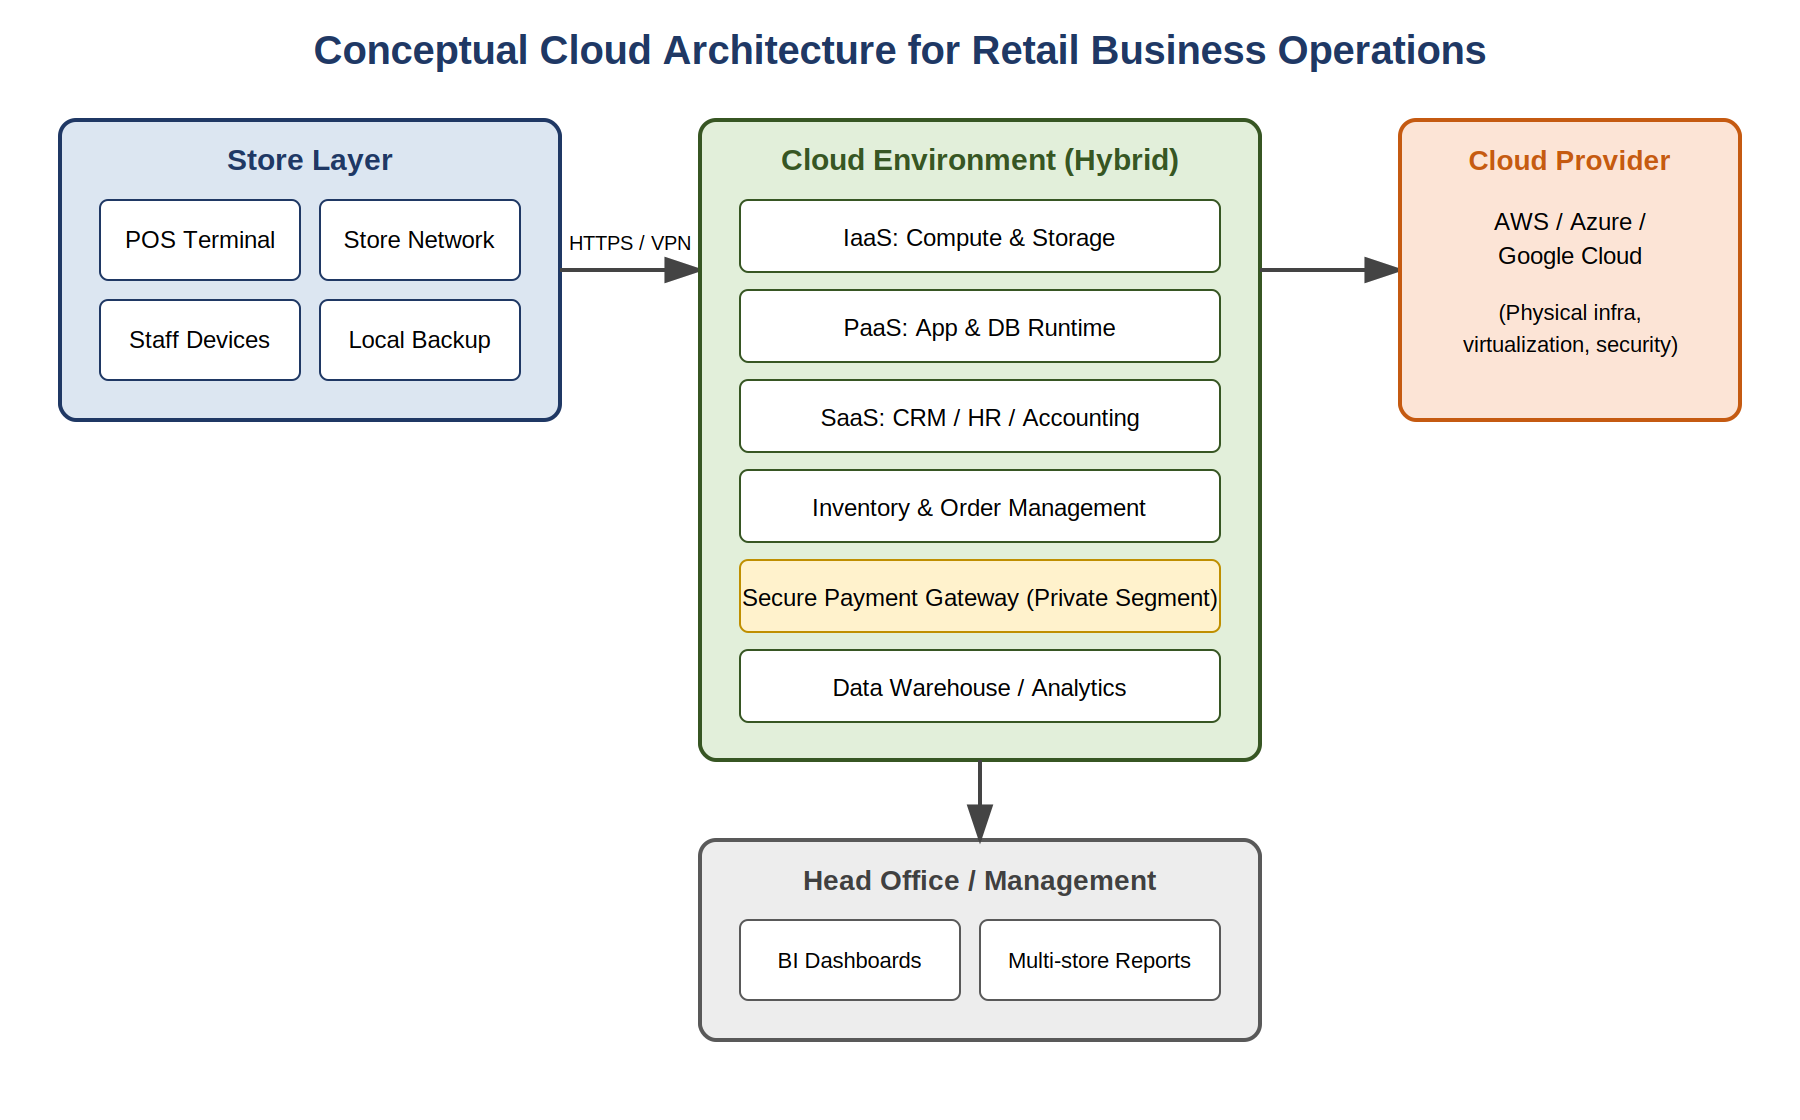 Conceptual Cloud Architecture for Retail Business Operations
Store Layer
POS Terminal
Store Network
Staff Devices
Local Backup
HTTPS / VPN
Cloud Environment (Hybrid)
IaaS: Compute & Storage
PaaS: App & DB Runtime
SaaS: CRM / HR / Accounting
Inventory & Order Management
Secure Payment Gateway (Private Segment)
Data Warehouse / Analytics
Cloud Provider
AWS / Azure /
Google Cloud
(Physical infra,
virtualization, security)
Head Office / Management
BI Dashboards
Multi-store Reports